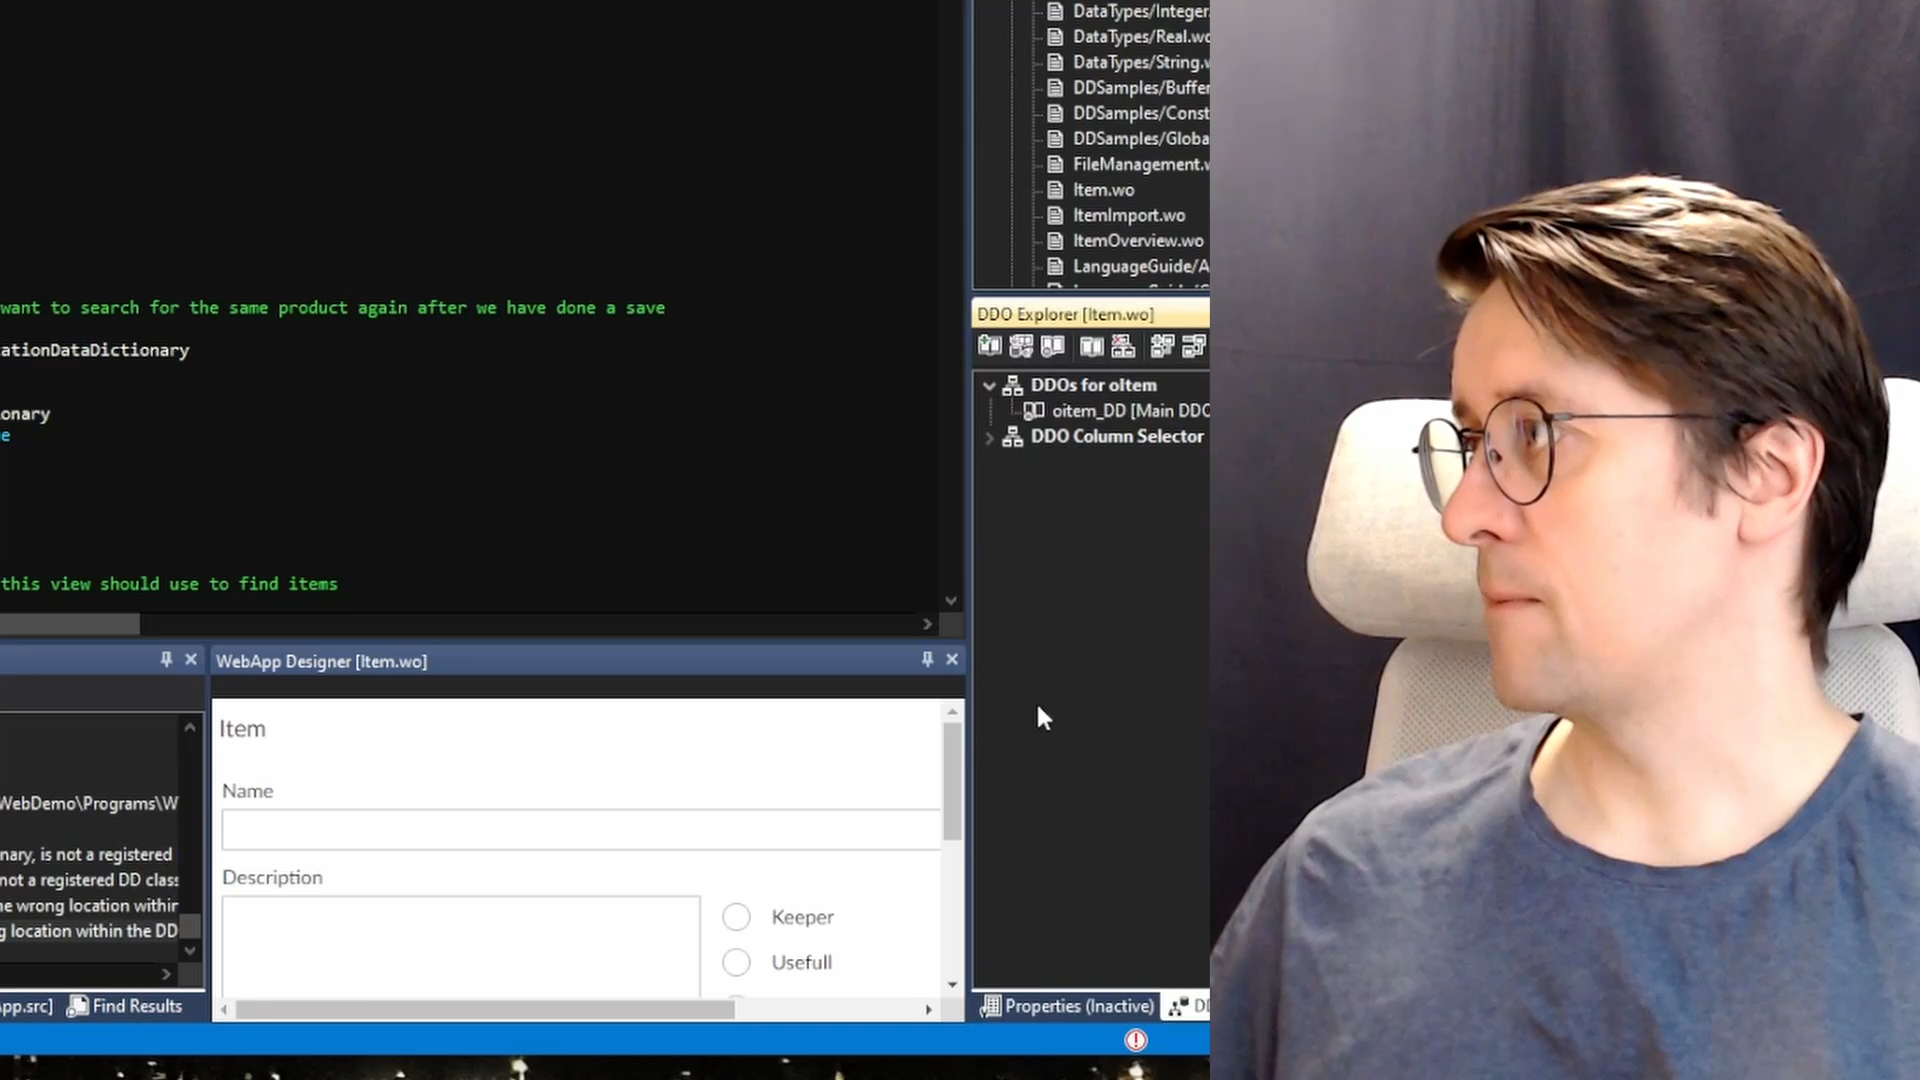 DataTypes/Integer.
DataTypes/Real.wo
DataTypes/String.w
DDSamples/Buffer
DDSamples/Const
DDSamples/Globa
FileManagement.w
Item.wo
ItemImport.wo
ItemOverview.wo
LanguageGuide/A
want to search for the same product again after we have done a save
ationDataDictionary
onary
e
this view should use to find items
DDO Explorer [Item.wo]
DDOs for oItem
oitem_DD [Main DDO
DDO Column Selector
WebApp Designer [Item.wo]
Item
Name
Description
Keeper
Usefull
WebDemo\Programs\W
nary, is not a registered
not a registered DD class
e wrong location within
g location within the DD
App.src]
Find Results
Properties (Inactive)
DD